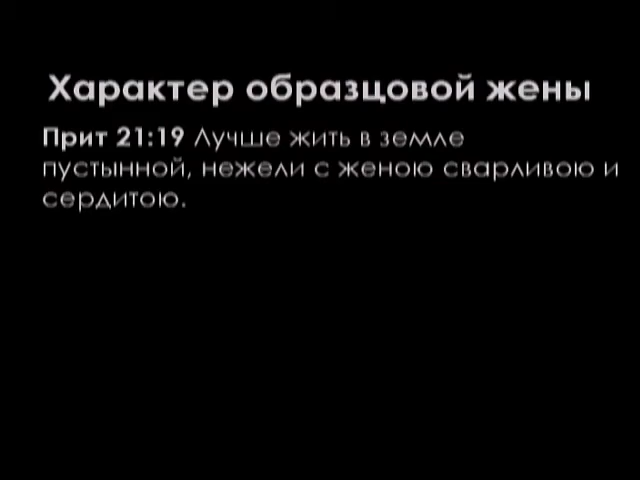 Характер образцовой жены
Прит 21:19 Лучше жить в земле
пустынной, нежели с женою сварливою и
сердитою.